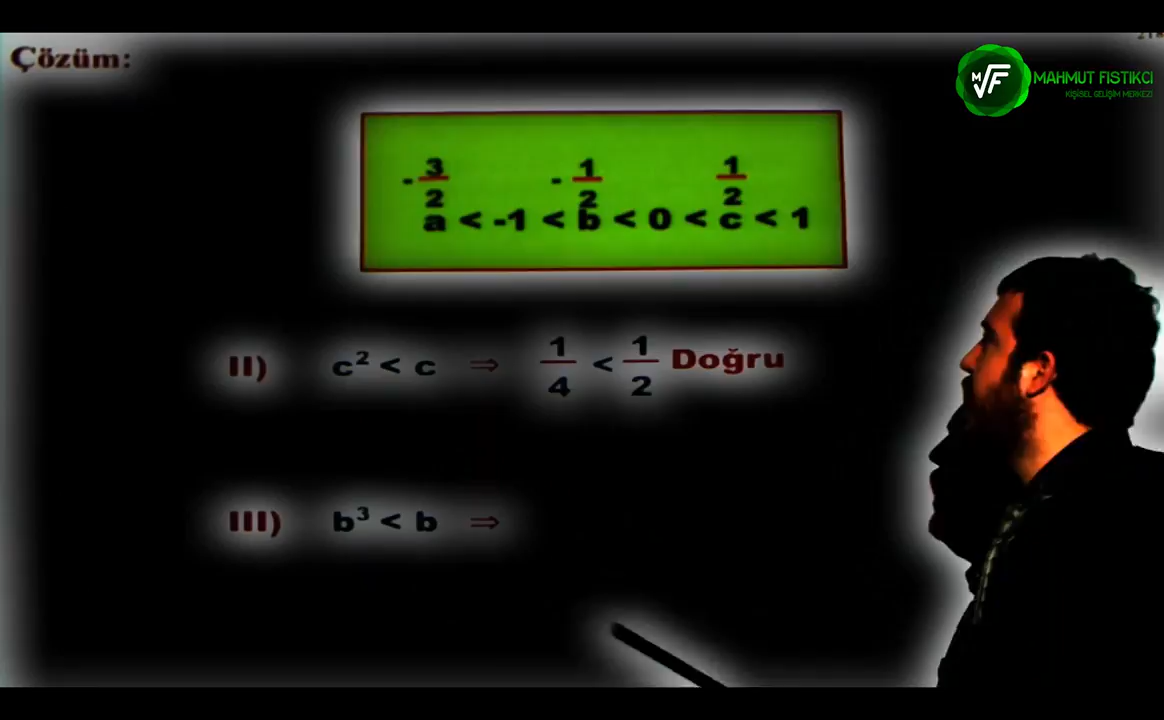 Çözüm:
MAHMUT FISTIKCI
KİŞİSEL GELİŞİM MERKEZİ
-3/2 -1/2 1/2
a < -1 < b < 0 < c < 1
II) c² < c ⇒ 1/4 < 1/2 Doğru
III) b³ < b ⇒